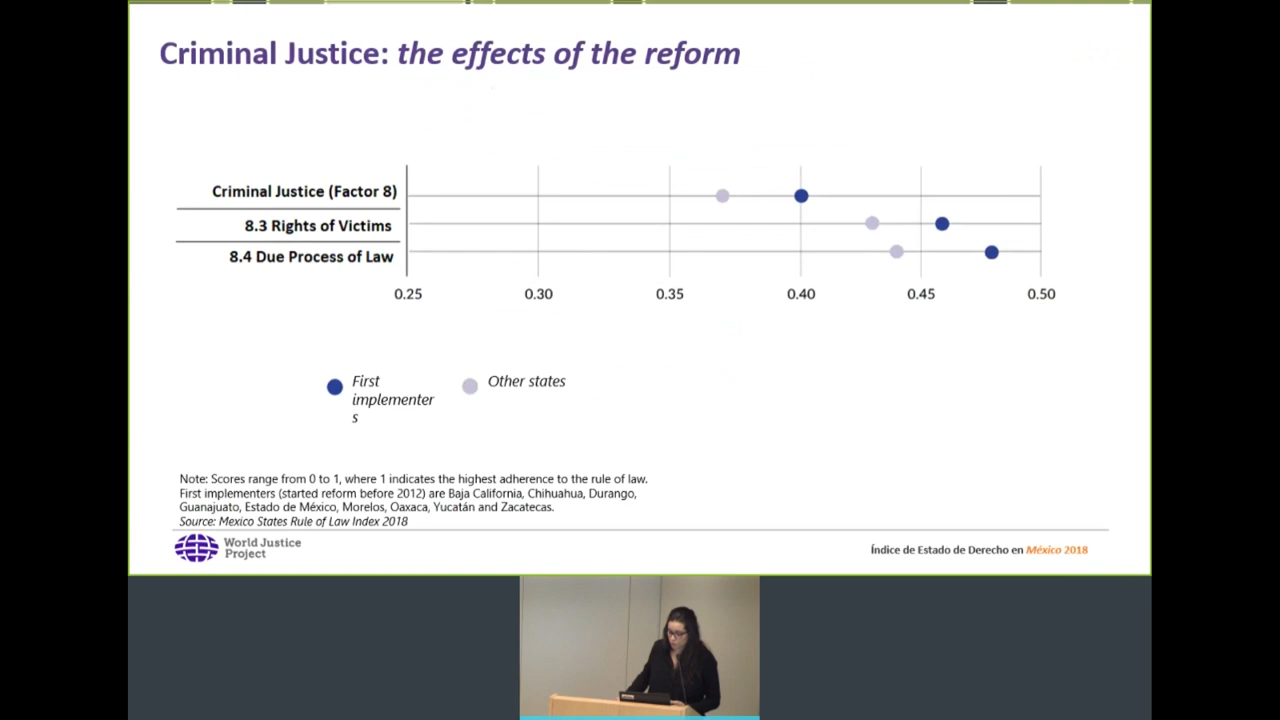 Criminal Justice: the effects of the reform
Criminal Justice (Factor 8)
8.3 Rights of Victims
8.4 Due Process of Law
0.25 0.30 0.35 0.40 0.45 0.50
First
implementer
s
Other states
Note: Scores range from 0 to 1, where 1 indicates the highest adherence to the rule of law.
First implementers (started reform before 2012) are Baja California, Chihuahua, Durango,
Guanajuato, Estado de México, Morelos, Oaxaca, Yucatán and Zacatecas.
Source: Mexico States Rule of Law Index 2018
World Justice
Project
Índice de Estado de Derecho en México 2018